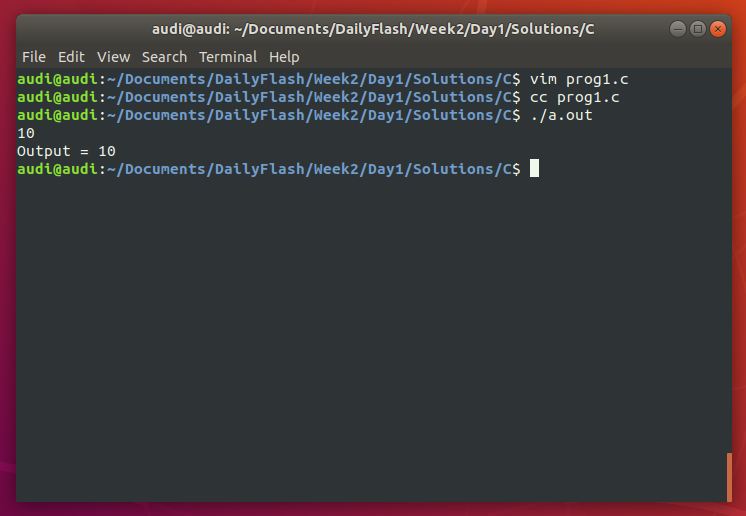 audi@audi: ~/Documents/DailyFlash/Week2/Day1/Solutions/C
File Edit View Search Terminal Help
audi@audi:~/Documents/DailyFlash/Week2/Day1/Solutions/C$ vim prog1.c
audi@audi:~/Documents/DailyFlash/Week2/Day1/Solutions/C$ cc prog1.c
audi@audi:~/Documents/DailyFlash/Week2/Day1/Solutions/C$ ./a.out
10
Output = 10
audi@audi:~/Documents/DailyFlash/Week2/Day1/Solutions/C$